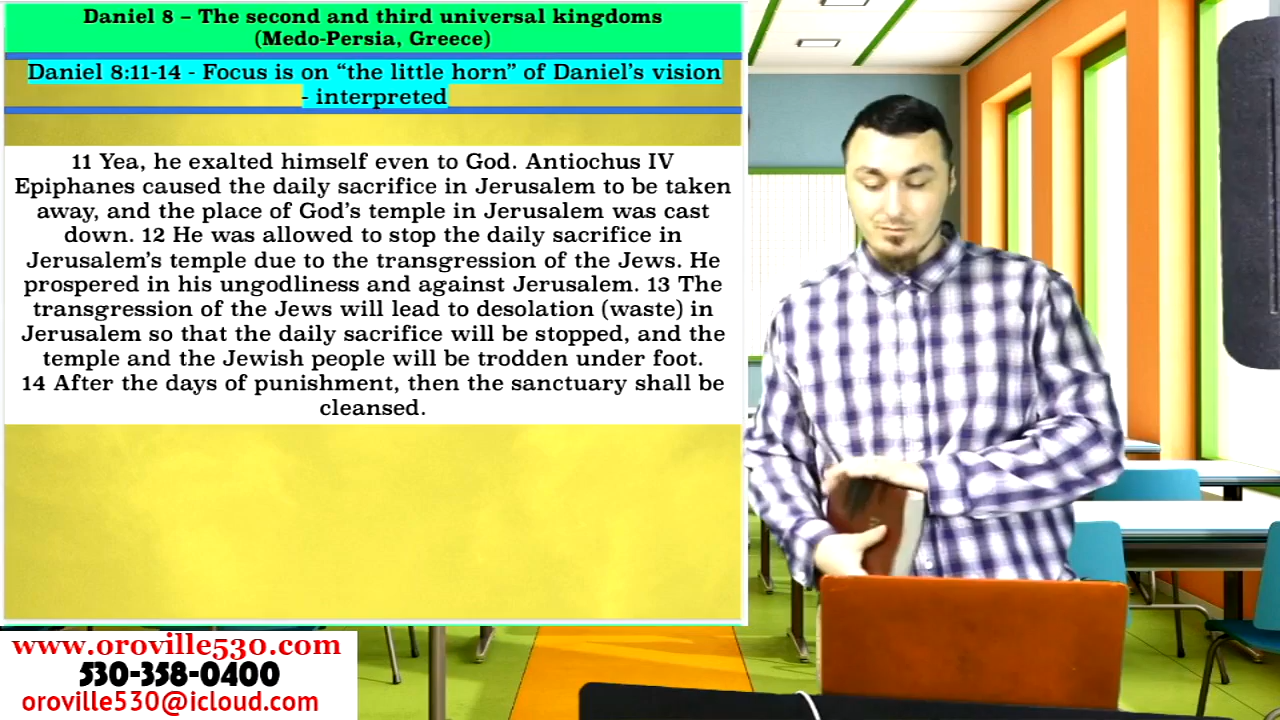 Daniel 8 – The second and third universal kingdoms
(Medo-Persia, Greece)
Daniel 8:11-14 - Focus is on “the little horn” of Daniel’s vision
- interpreted
11 Yea, he exalted himself even to God. Antiochus IV
Epiphanes caused the daily sacrifice in Jerusalem to be taken
away, and the place of God’s temple in Jerusalem was cast
down. 12 He was allowed to stop the daily sacrifice in
Jerusalem’s temple due to the transgression of the Jews. He
prospered in his ungodliness and against Jerusalem. 13 The
transgression of the Jews will lead to desolation (waste) in
Jerusalem so that the daily sacrifice will be stopped, and the
temple and the Jewish people will be trodden under foot.
14 After the days of punishment, then the sanctuary shall be
cleansed.
www.oroville530.com
530-358-0400
oroville530@icloud.com